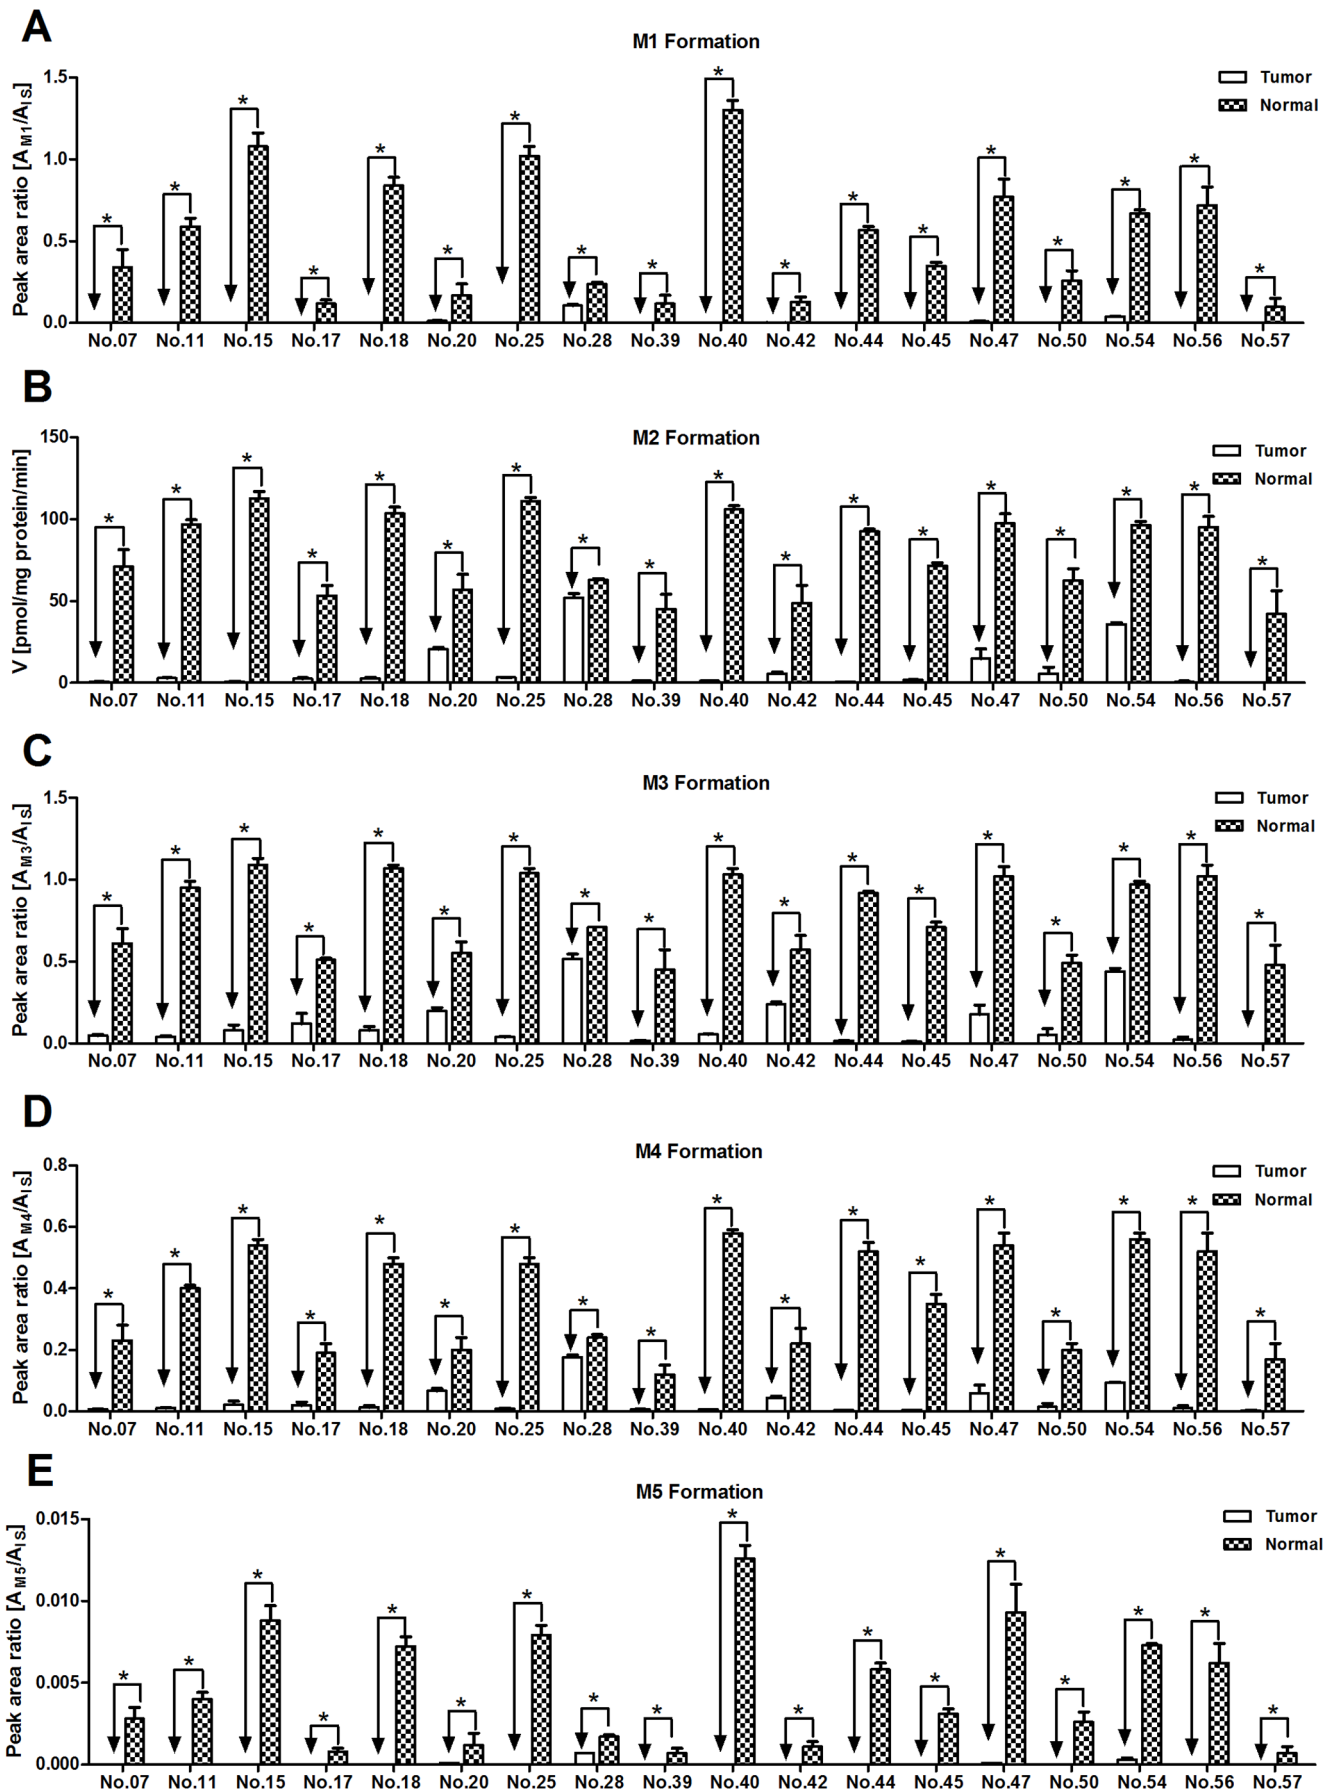 A
M1 Formation
Tumor
Normal
Peak area ratio [AM1/AIS]
1.5
1.0
0.5
0.0
* * * * * * * * * * * * * * * * * *
No.07 No.11 No.15 No.17 No.18 No.20 No.25 No.28 No.39 No.40 No.42 No.44 No.45 No.47 No.50 No.54 No.56 No.57
B
M2 Formation
Tumor
Normal
V [pmol/mg protein/min]
150
100
50
0
* * * * * * * * * * * * * * * * * *
No.07 No.11 No.15 No.17 No.18 No.20 No.25 No.28 No.39 No.40 No.42 No.44 No.45 No.47 No.50 No.54 No.56 No.57
C
M3 Formation
Tumor
Normal
Peak area ratio [AM3/AIS]
1.5
1.0
0.5
0.0
* * * * * * * * * * * * * * * * * *
No.07 No.11 No.15 No.17 No.18 No.20 No.25 No.28 No.39 No.40 No.42 No.44 No.45 No.47 No.50 No.54 No.56 No.57
D
M4 Formation
Tumor
Normal
Peak area ratio [AM4/AIS]
0.8
0.6
0.4
0.2
0.0
* * * * * * * * * * * * * * * * * *
No.07 No.11 No.15 No.17 No.18 No.20 No.25 No.28 No.39 No.40 No.42 No.44 No.45 No.47 No.50 No.54 No.56 No.57
E
M5 Formation
Tumor
Normal
Peak area ratio [AM5/AIS]
0.015
0.010
0.005
0.000
* * * * * * * * * * * * * * * * * *
No.07 No.11 No.15 No.17 No.18 No.20 No.25 No.28 No.39 No.40 No.42 No.44 No.45 No.47 No.50 No.54 No.56 No.57